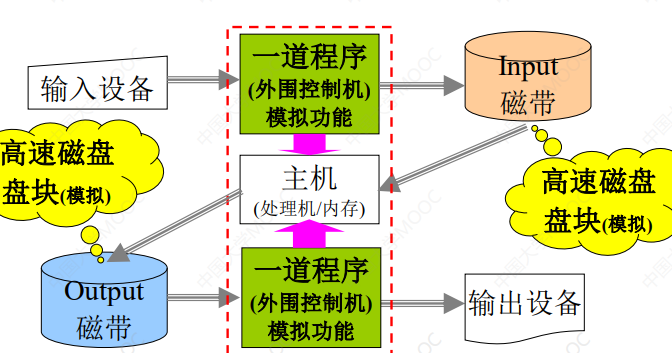 一道程序
(外围控制机)
模拟功能
输入设备
Input
磁带
高速磁盘
盘块(模拟)
主机
(处理机/内存)
高速磁盘
盘块(模拟)
Output
磁带
一道程序
(外围控制机)
模拟功能
输出设备